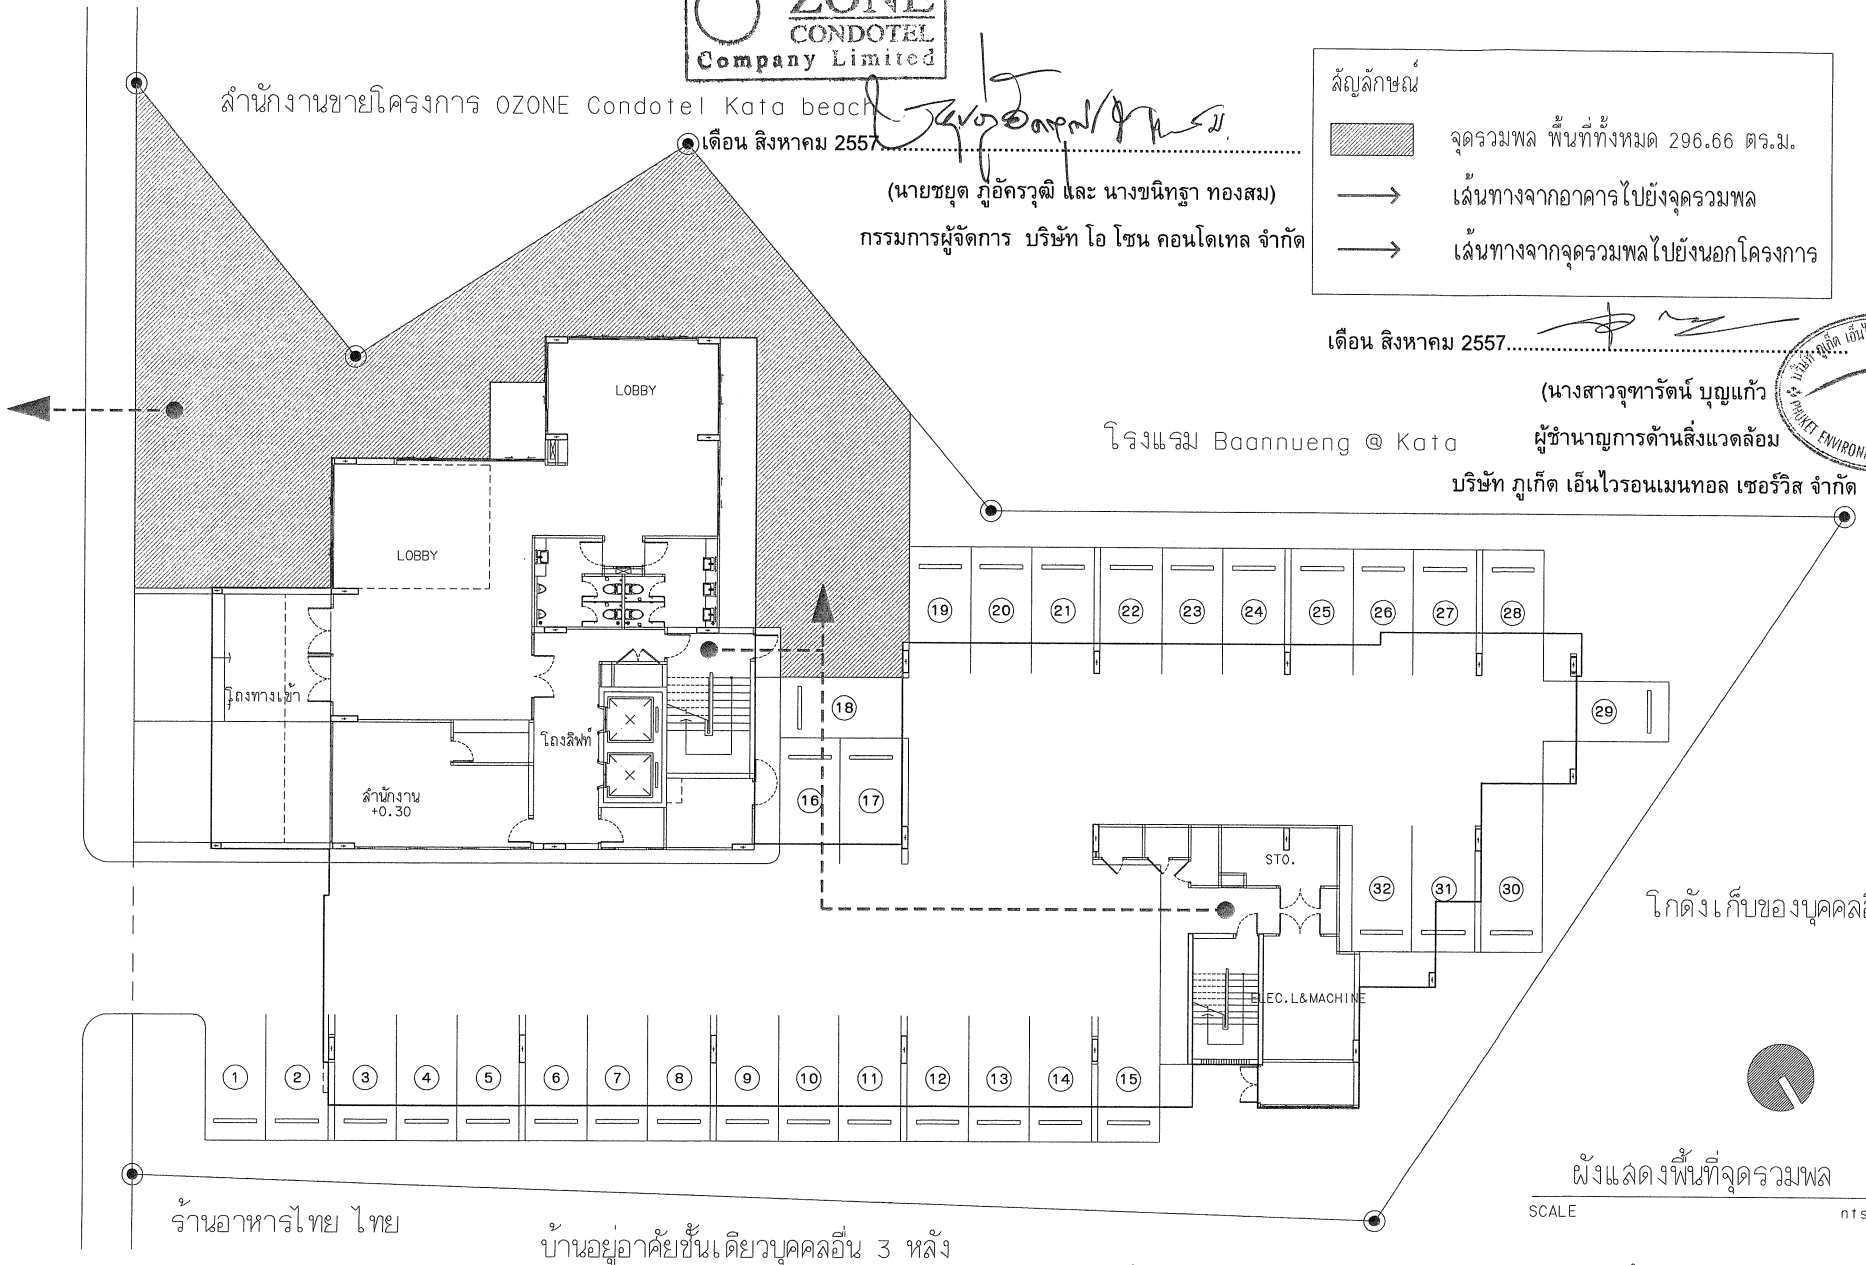 ZONE
CONDOTEL
Company Limited
สำนักงานขายโครงการ OZONE Condotel Kata beach
เดือน สิงหาคม 2557
(นายชยุต ภู่อัครวุฒิ และ นางขนิทฐา ทองสม)
กรรมการผู้จัดการ บริษัท โอ โซน คอนโดเทล จำกัด
สัญลักษณ์
จุดรวมพล พื้นที่ทั้งหมด 296.66 ตร.ม.
เส้นทางจากอาคารไปยังจุดรวมพล
เส้นทางจากจุดรวมพลไปยังนอกโครงการ
เดือน สิงหาคม 2557
(นางสาวจุฑารัตน์ บุญแก้ว
ผู้ชำนาญการด้านสิ่งแวดล้อม
บริษัท ภูเก็ต เอ็นไวรอนเมนทอล เซอร์วิส จำกัด
โรงแรม Baannueng @ Kata
LOBBY
LOBBY
19 20 21 22 23 24 25 26 27 28
โถงทางเข้า
โถงลิฟท์
18
29
สำนักงาน
+0.30
16 17
STO.
32 31 30
โกดังเก็บของบุคคล
ELEC.L&MACHINE
1 2 3 4 5 6 7 8 9 10 11 12 13 14 15
ผังแสดงพื้นที่จุดรวมพล
SCALE nts
ร้านอาหารไทย ไทย
บ้านอยู่อาศัยชั้นเดียวบุคคลอื่น 3 หลัง